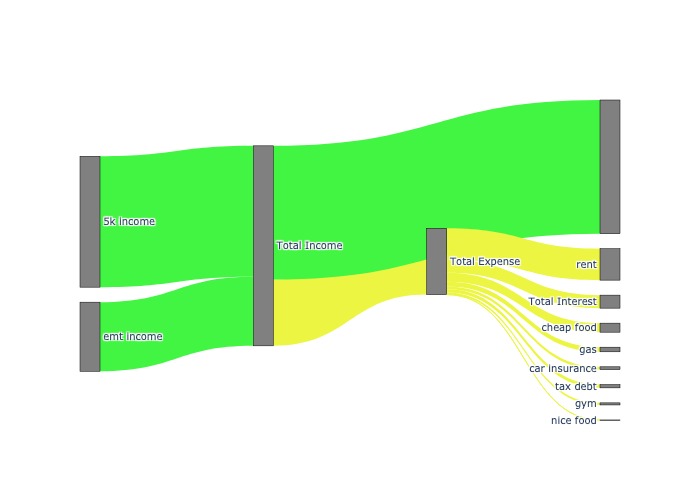 5k income
emt income
Total Income
Total Expense
rent
Total Interest
cheap food
gas
car insurance
tax debt
gym
nice food